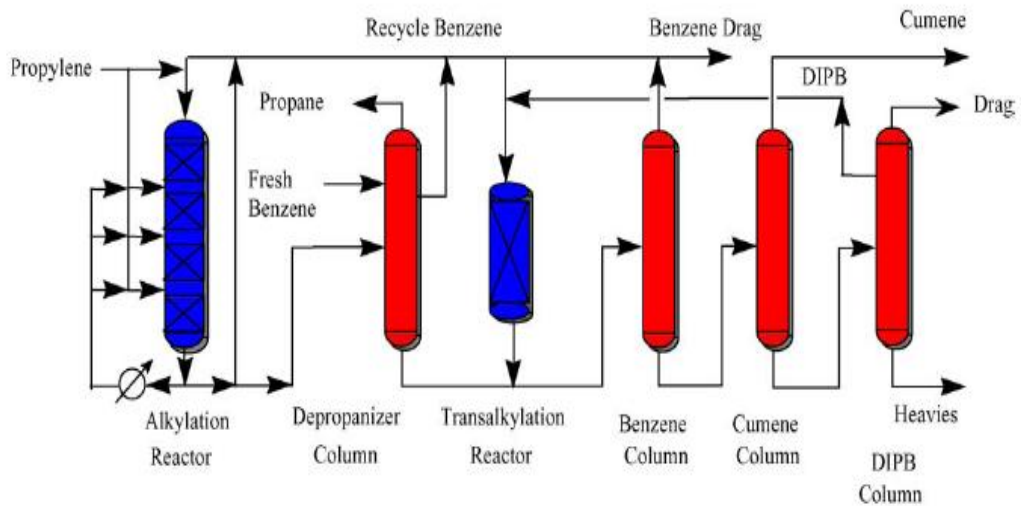 Recycle Benzene
Benzene Drag
Cumene
Propylene
DIPB
Propane
Drag
Fresh
Benzene
Alkylation
Reactor
Depropanizer
Column
Transalkylation
Reactor
Benzene
Column
Cumene
Column
Heavies
DIPB
Column